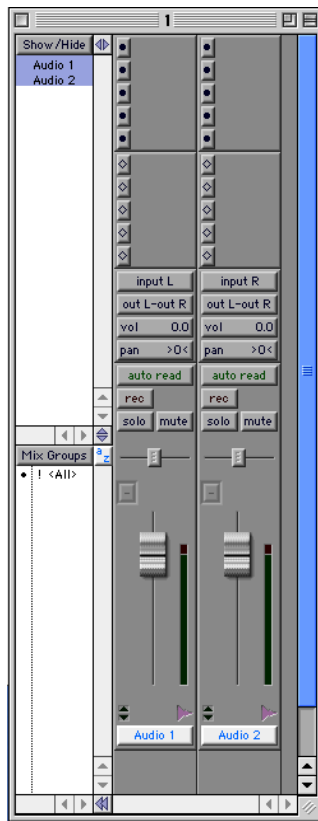 1
Show/Hide
Audio 1
Audio 2
input L input R
out L-out R out L-out R
vol 0.0 vol 0.0
pan >0< pan >0<
auto read auto read
rec rec
solo mute solo mute
Mix Groups a z
! <All>
Audio 1 Audio 2